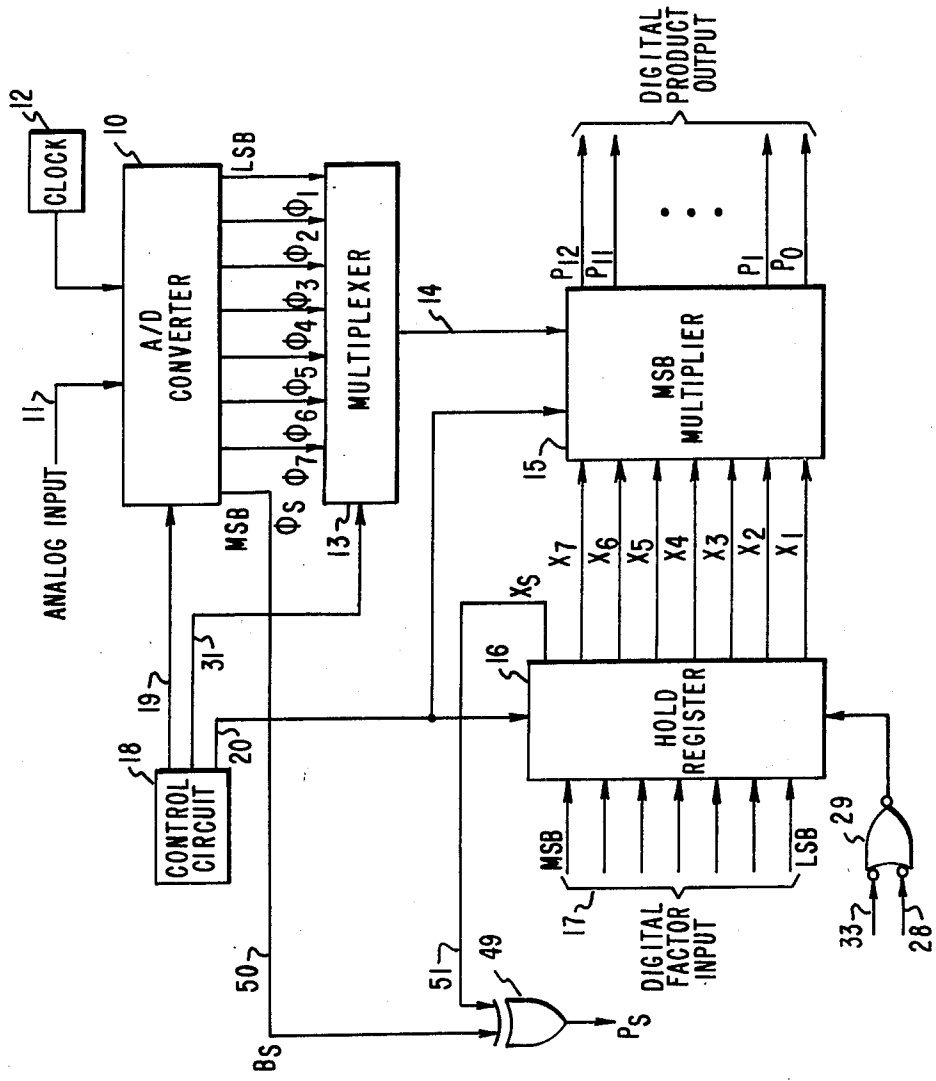 CLOCK
12
ANALOG INPUT
11
10
A/D
CONVERTER
MSB
LSB
18
CONTROL
CIRCUIT
19
31
20
ΦS
Φ7
Φ6
Φ5
Φ4
Φ3
Φ2
Φ1
13
MULTIPLEXER
14
50
BS
51
49
PS
XS
16
HOLD
REGISTER
MSB
LSB
17
DIGITAL
FACTOR
INPUT
X7
X6
X5
X4
X3
X2
X1
15
MSB
MULTIPLIER
P12
P11
P1
P0
DIGITAL
PRODUCT
OUTPUT
33
28
29